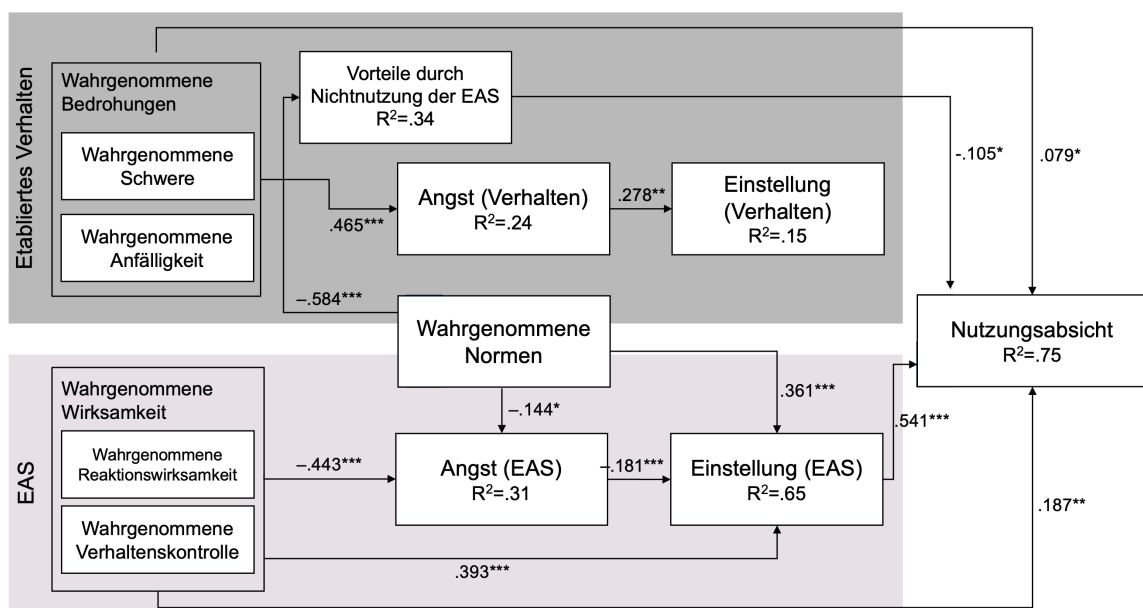 Etabliertes Verhalten
Wahrgenommene
Bedrohungen
Wahrgenommene
Schwere
Wahrgenommene
Anfälligkeit
Vorteile durch
Nichtnutzung der EAS
R²=.34
.465***
Angst (Verhalten)
R²=.24
.278**
Einstellung
(Verhalten)
R²=.15
-.105*
.079*
–.584***
Wahrgenommene
Normen
Nutzungsabsicht
R²=.75
EAS
Wahrgenommene
Wirksamkeit
Wahrgenommene
Reaktionswirksamkeit
Wahrgenommene
Verhaltenskontrolle
–.144*
.361***
.541***
–.443***
Angst (EAS)
R²=.31
–.181***
Einstellung (EAS)
R²=.65
.393***
.187**